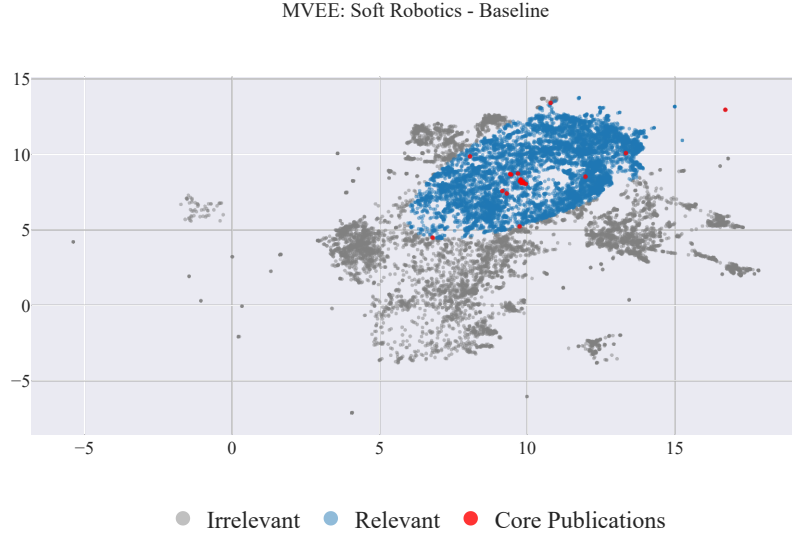 MVEE: Soft Robotics - Baseline
15
10
5
0
−5
−5
0
5
10
15
Irrelevant
Relevant
Core Publications